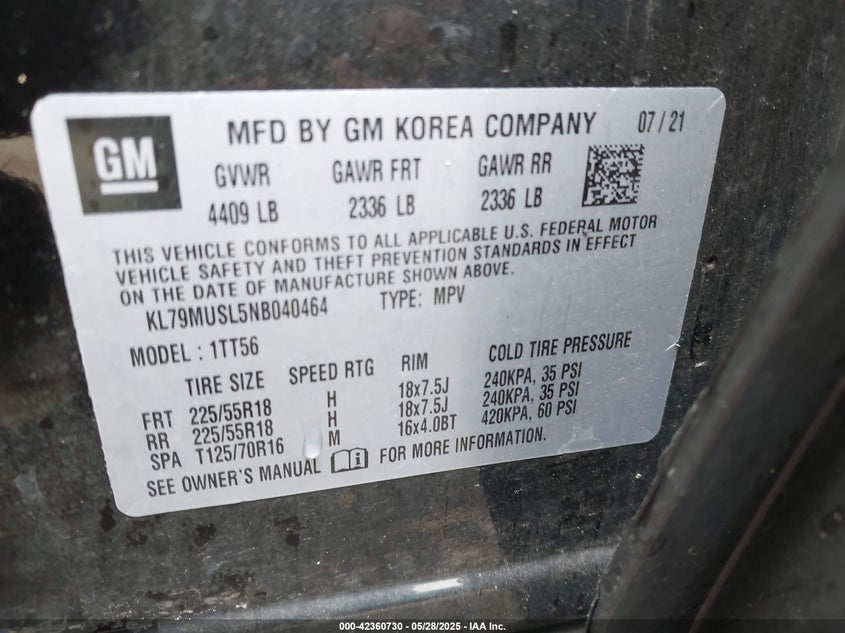 GM
MFD BY GM KOREA COMPANY 07/21
GVWR GAWR FRT GAWR RR
4409 LB 2336 LB 2336 LB
THIS VEHICLE CONFORMS TO ALL APPLICABLE U.S. FEDERAL MOTOR
VEHICLE SAFETY AND THEFT PREVENTION STANDARDS IN EFFECT
ON THE DATE OF MANUFACTURE SHOWN ABOVE.
KL79MUSL5NB040464 TYPE: MPV
MODEL : 1TT56
TIRE SIZE SPEED RTG RIM COLD TIRE PRESSURE
FRT 225/55R18 H 18x7.5J 240KPA, 35 PSI
RR 225/55R18 H 18x7.5J 240KPA, 35 PSI
SPA T125/70R16 M 16x4.0BT 420KPA, 60 PSI
SEE OWNER'S MANUAL FOR MORE INFORMATION.
000-42360730 - 05/28/2025 - IAA Inc.